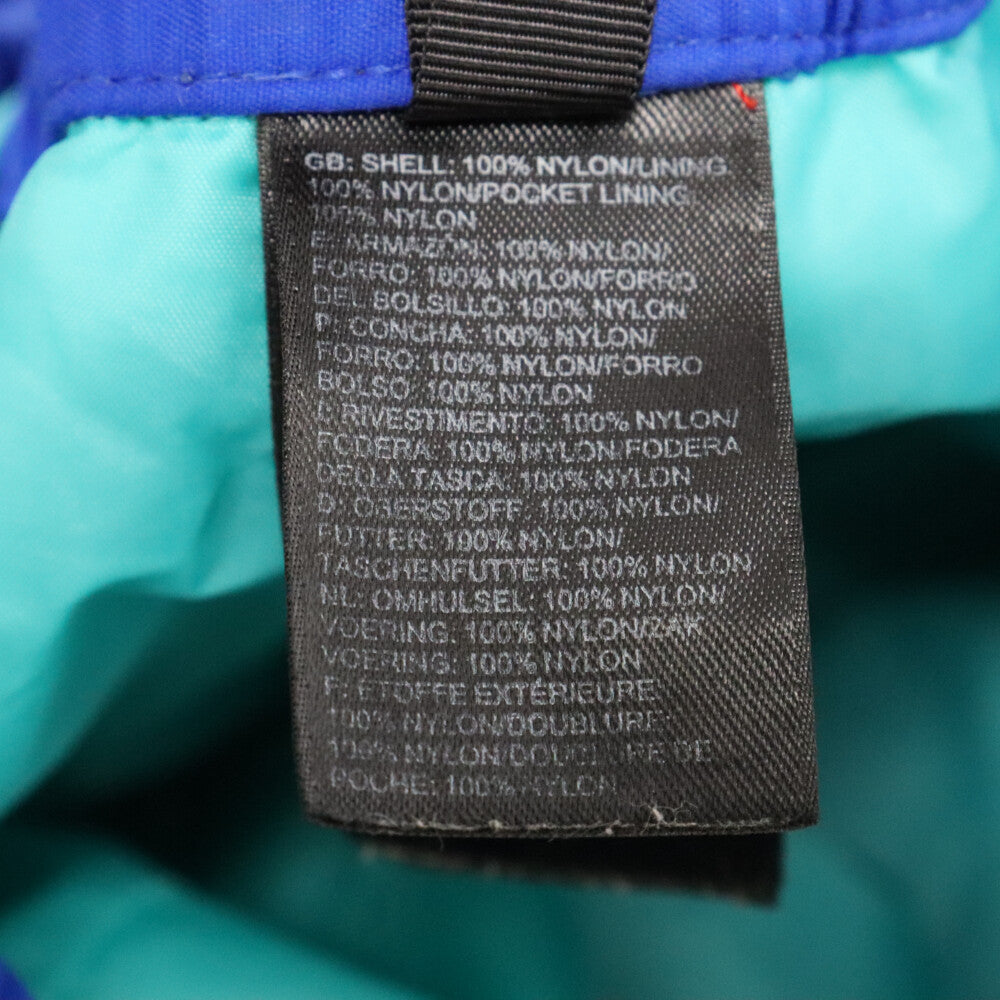 GB: SHELL: 100% NYLON/LINING
100% NYLON/POCKET LINING:
100% NYLON
E: ARMAZON: 100% NYLON/
FORRO: 100% NYLON/FORRO
DEL BOLSILLO: 100% NYLON
P: CONCHA: 100% NYLON/
FORRO: 100% NYLON/FORRO
BOLSO: 100% NYLON
I: RIVESTIMENTO: 100% NYLON/
FODERA: 100% NYLON/FODERA
DELLA TASCA: 100% NYLON
D: OBERSTOFF: 100% NYLON/
FUTTER: 100% NYLON/
TASCHENFUTTER: 100% NYLON
NL: OMHULSEL: 100% NYLON/
VOERING: 100% NYLON/ZAK
VOERING: 100% NYLON
F: ETOFFE EXTÉRIEURE
100% NYLON/DOUBLURE:
100% NYLON/DOUBLURE DE
POCHE: 100% NYLON